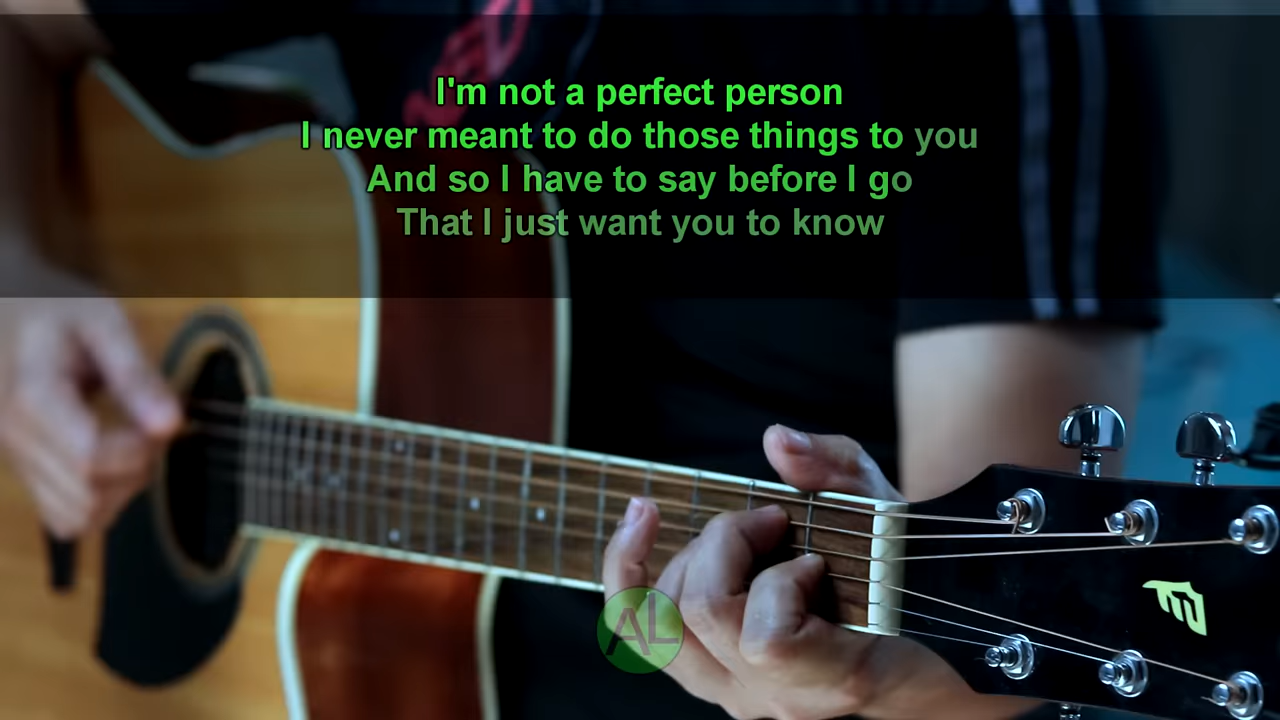 I'm not a perfect person
I never meant to do those things to you
And so I have to say before I go
That I just want you to know
AL